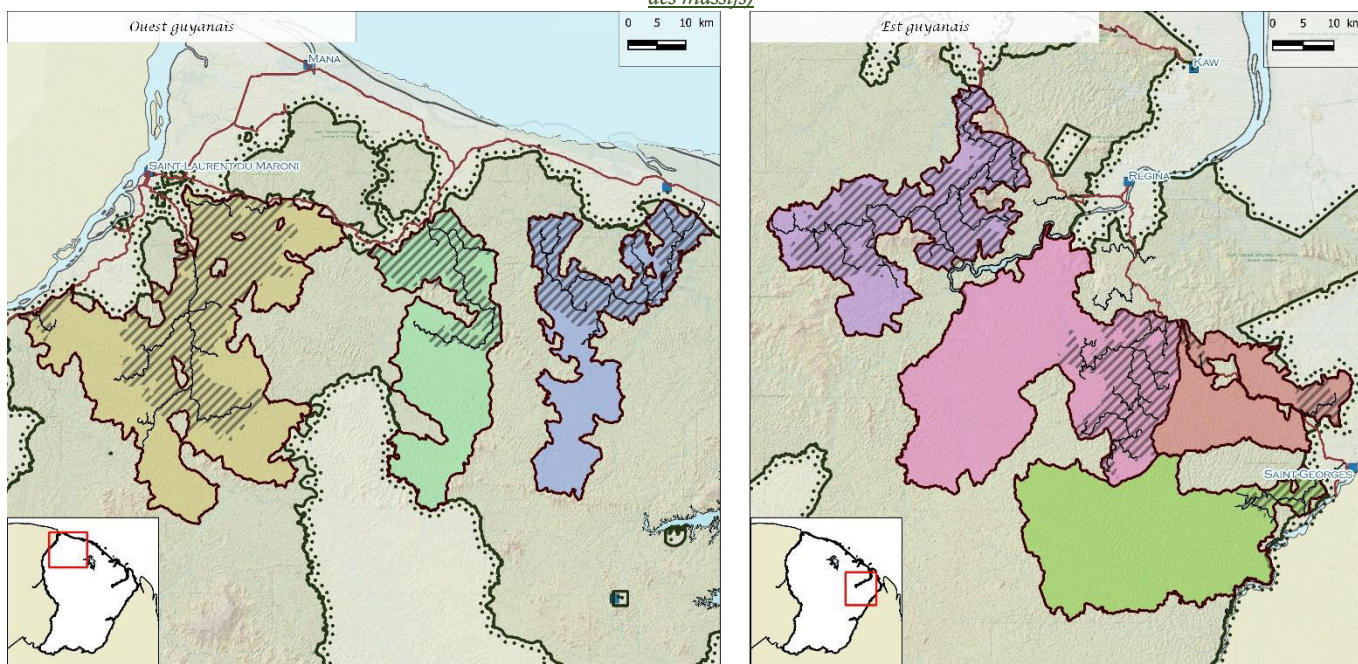 des massifs)
Ouest guyanais
0 5 10 km
MANA
SAINT-LAURENT DU MARONI
Est guyanais
0 5 10 km
KAW
RÉGINA
SAINT-GEORGES